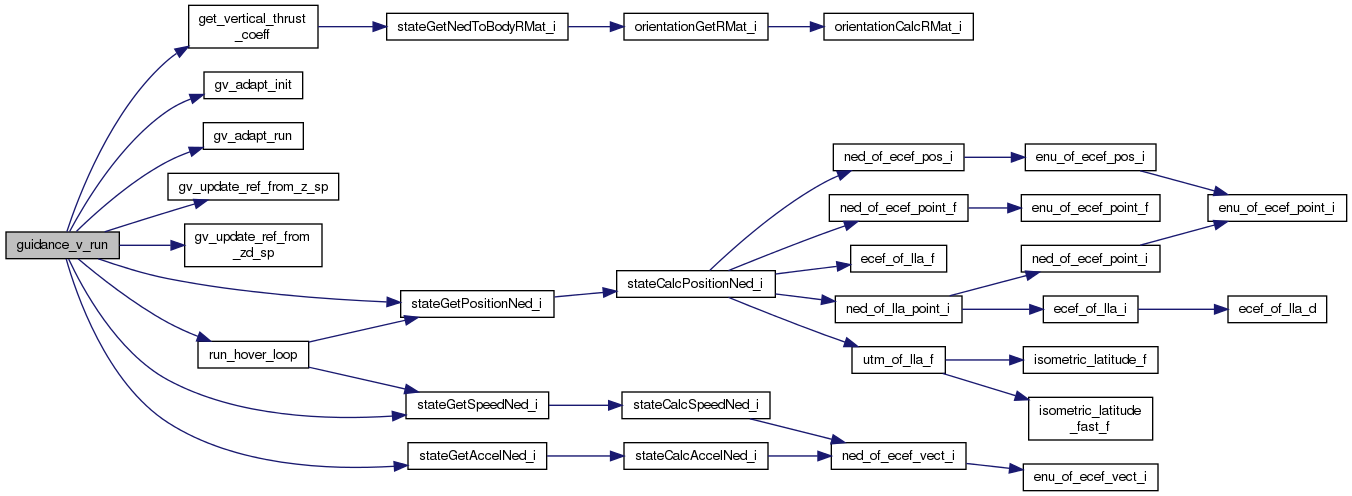 guidance_v_run
get_vertical_thrust
_coeff
gv_adapt_init
gv_adapt_run
gv_update_ref_from_z_sp
gv_update_ref_from
_zd_sp
run_hover_loop
stateGetNedToBodyRMat_i
orientationGetRMat_i
orientationCalcRMat_i
stateGetPositionNed_i
stateGetSpeedNed_i
stateGetAccelNed_i
stateCalcPositionNed_i
stateCalcSpeedNed_i
stateCalcAccelNed_i
ned_of_ecef_pos_i
ned_of_ecef_point_f
ecef_of_lla_f
ned_of_lla_point_i
utm_of_lla_f
ned_of_ecef_vect_i
enu_of_ecef_pos_i
enu_of_ecef_point_f
ned_of_ecef_point_i
ecef_of_lla_i
isometric_latitude_f
isometric_latitude
_fast_f
enu_of_ecef_vect_i
enu_of_ecef_point_i
ecef_of_lla_d